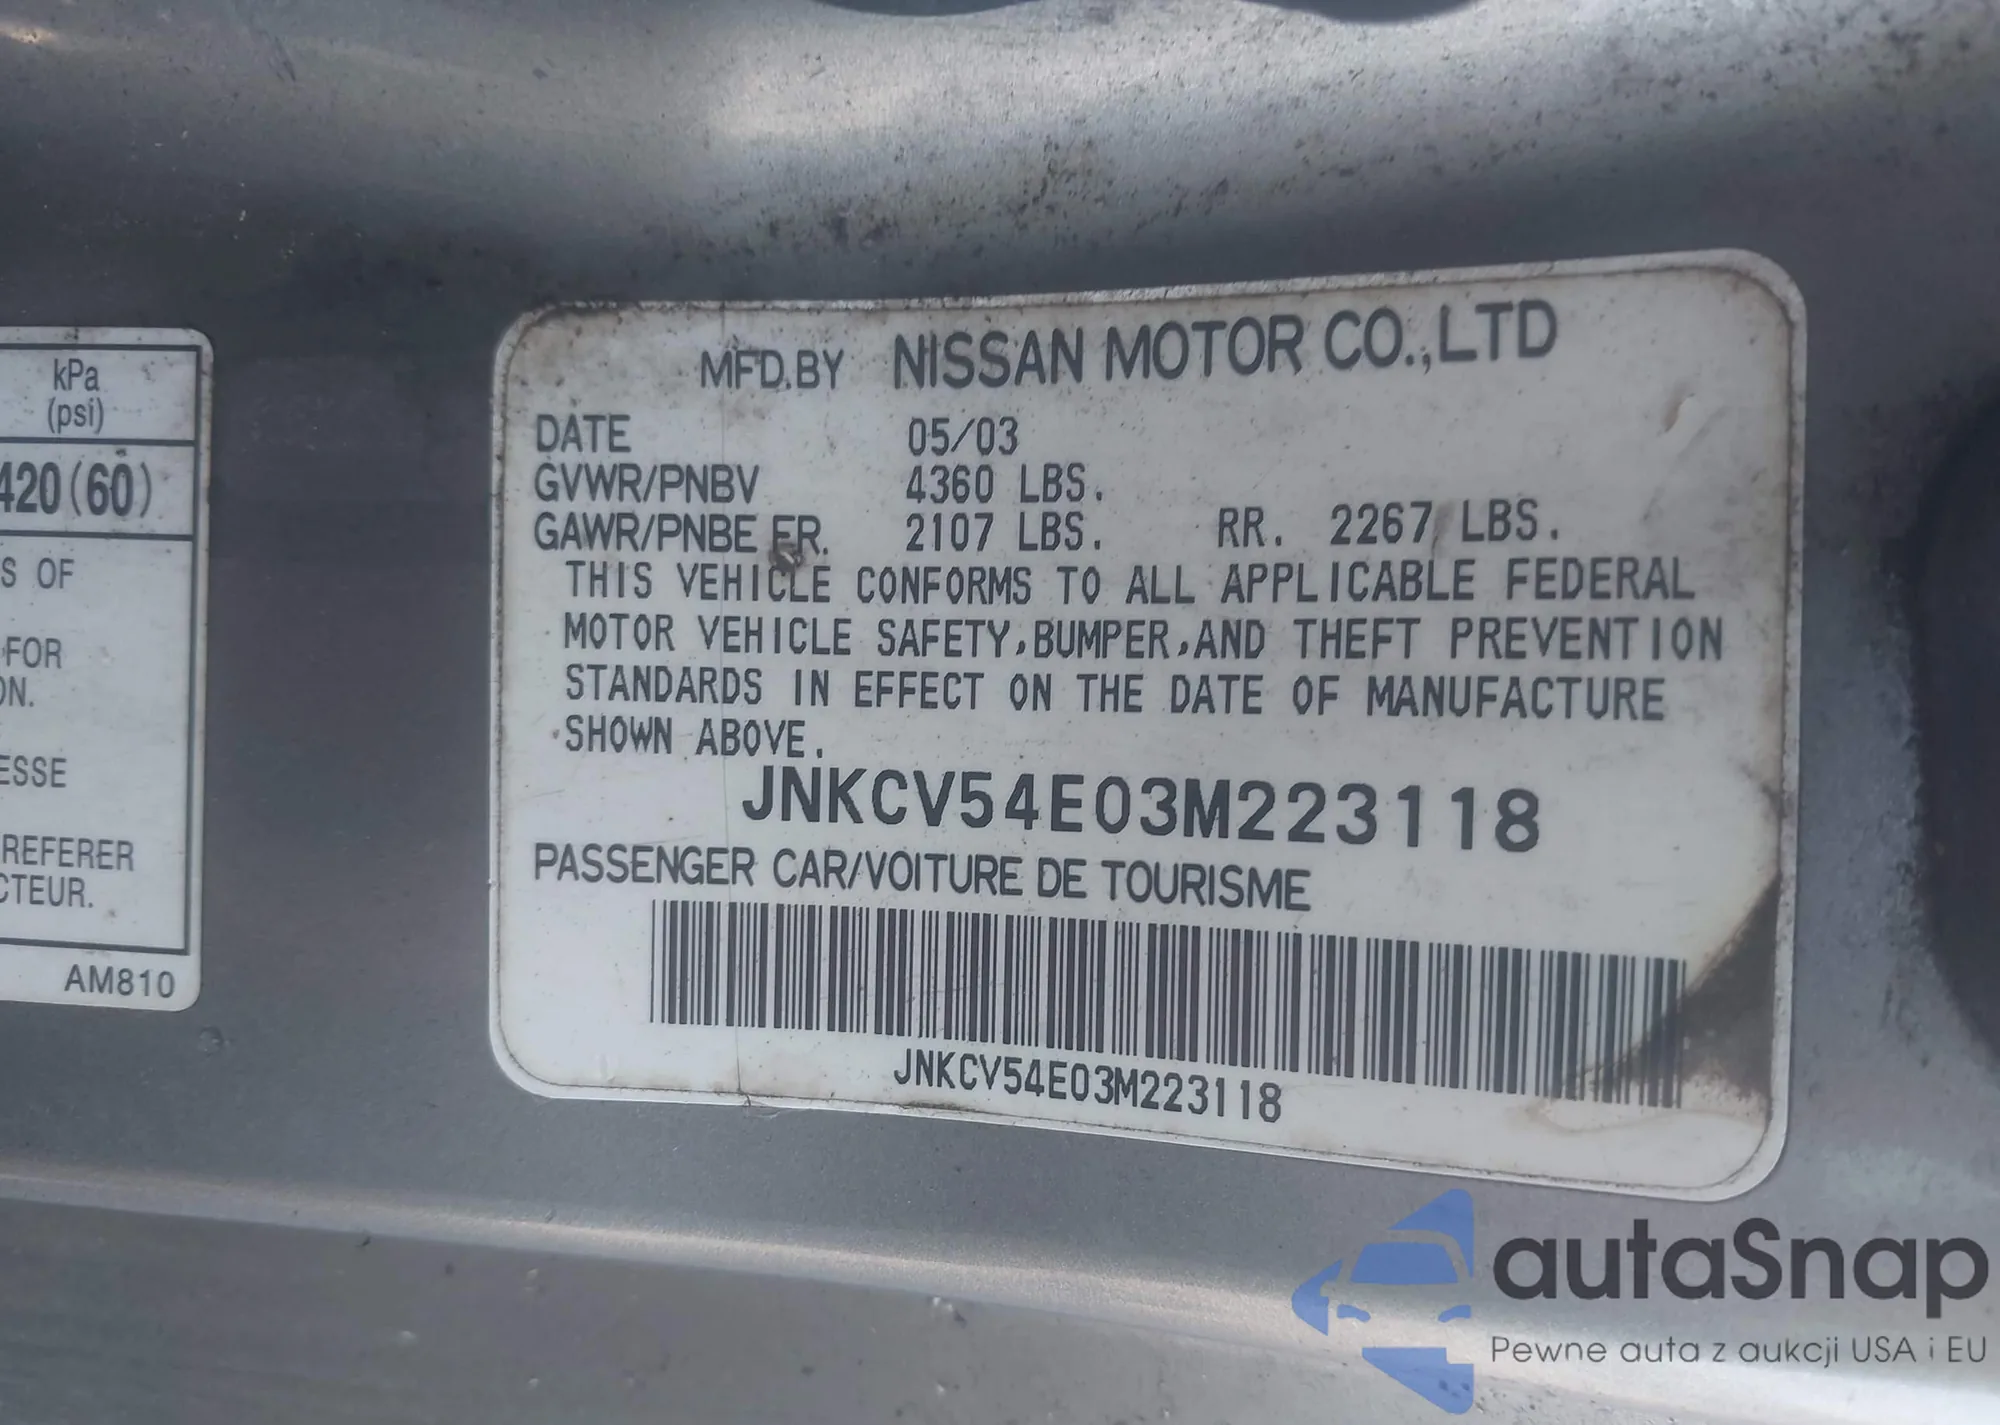 kPa
(psi)
420(60)
S OF
FOR
ON.
ESSE
REFERER
CTEUR.
AM810
MFD.BY NISSAN MOTOR CO.,LTD
DATE 05/03
GVWR/PNBV 4360 LBS.
GAWR/PNBE FR. 2107 LBS. RR. 2267 LBS.
THIS VEHICLE CONFORMS TO ALL APPLICABLE FEDERAL
MOTOR VEHICLE SAFETY,BUMPER,AND THEFT PREVENTION
STANDARDS IN EFFECT ON THE DATE OF MANUFACTURE
SHOWN ABOVE.
JNKCV54E03M223118
PASSENGER CAR/VOITURE DE TOURISME
JNKCV54E03M223118
autaSnap
Pewne auta z aukcji USA i EU